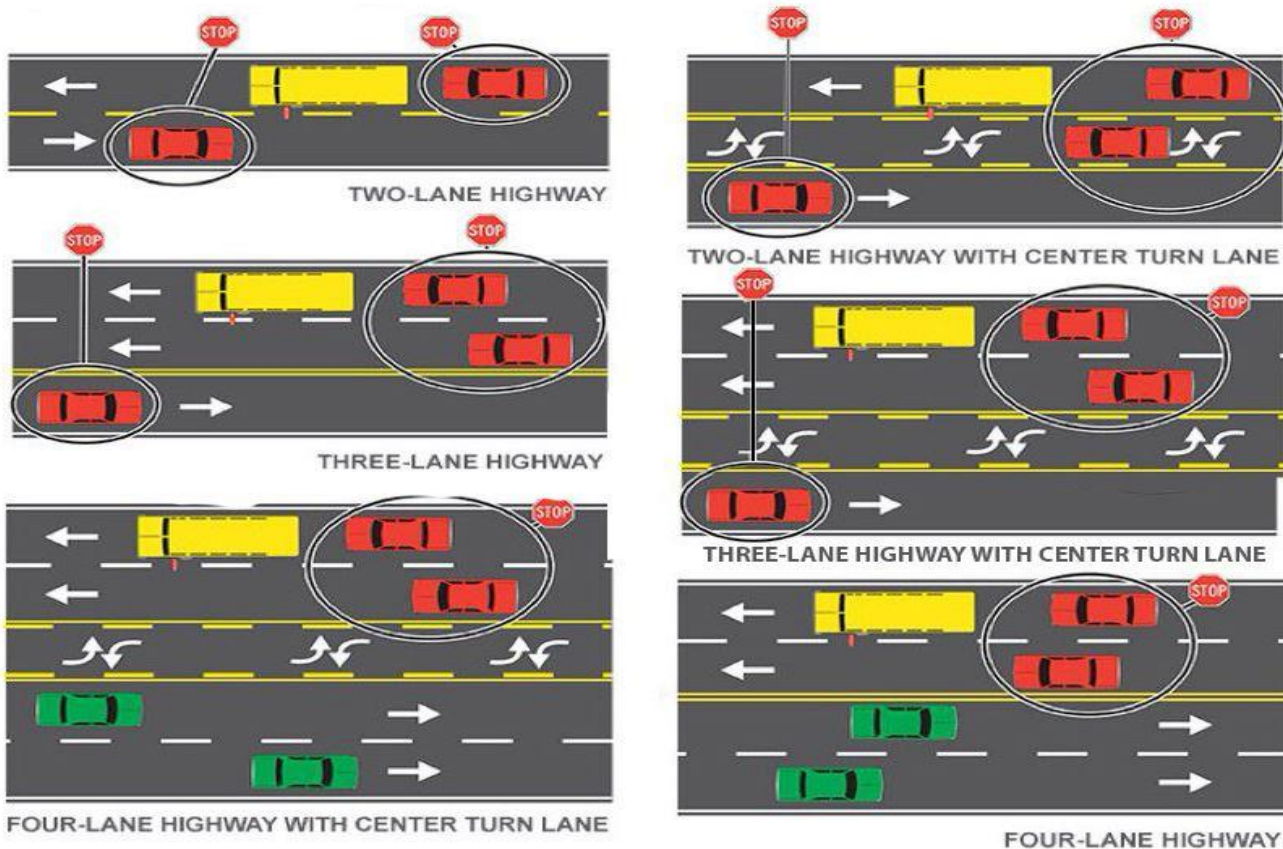 STOP
STOP
TWO-LANE HIGHWAY
STOP
STOP
TWO-LANE HIGHWAY WITH CENTER TURN LANE
STOP
STOP
THREE-LANE HIGHWAY
STOP
STOP
THREE-LANE HIGHWAY WITH CENTER TURN LANE
STOP
FOUR-LANE HIGHWAY WITH CENTER TURN LANE
STOP
FOUR-LANE HIGHWAY